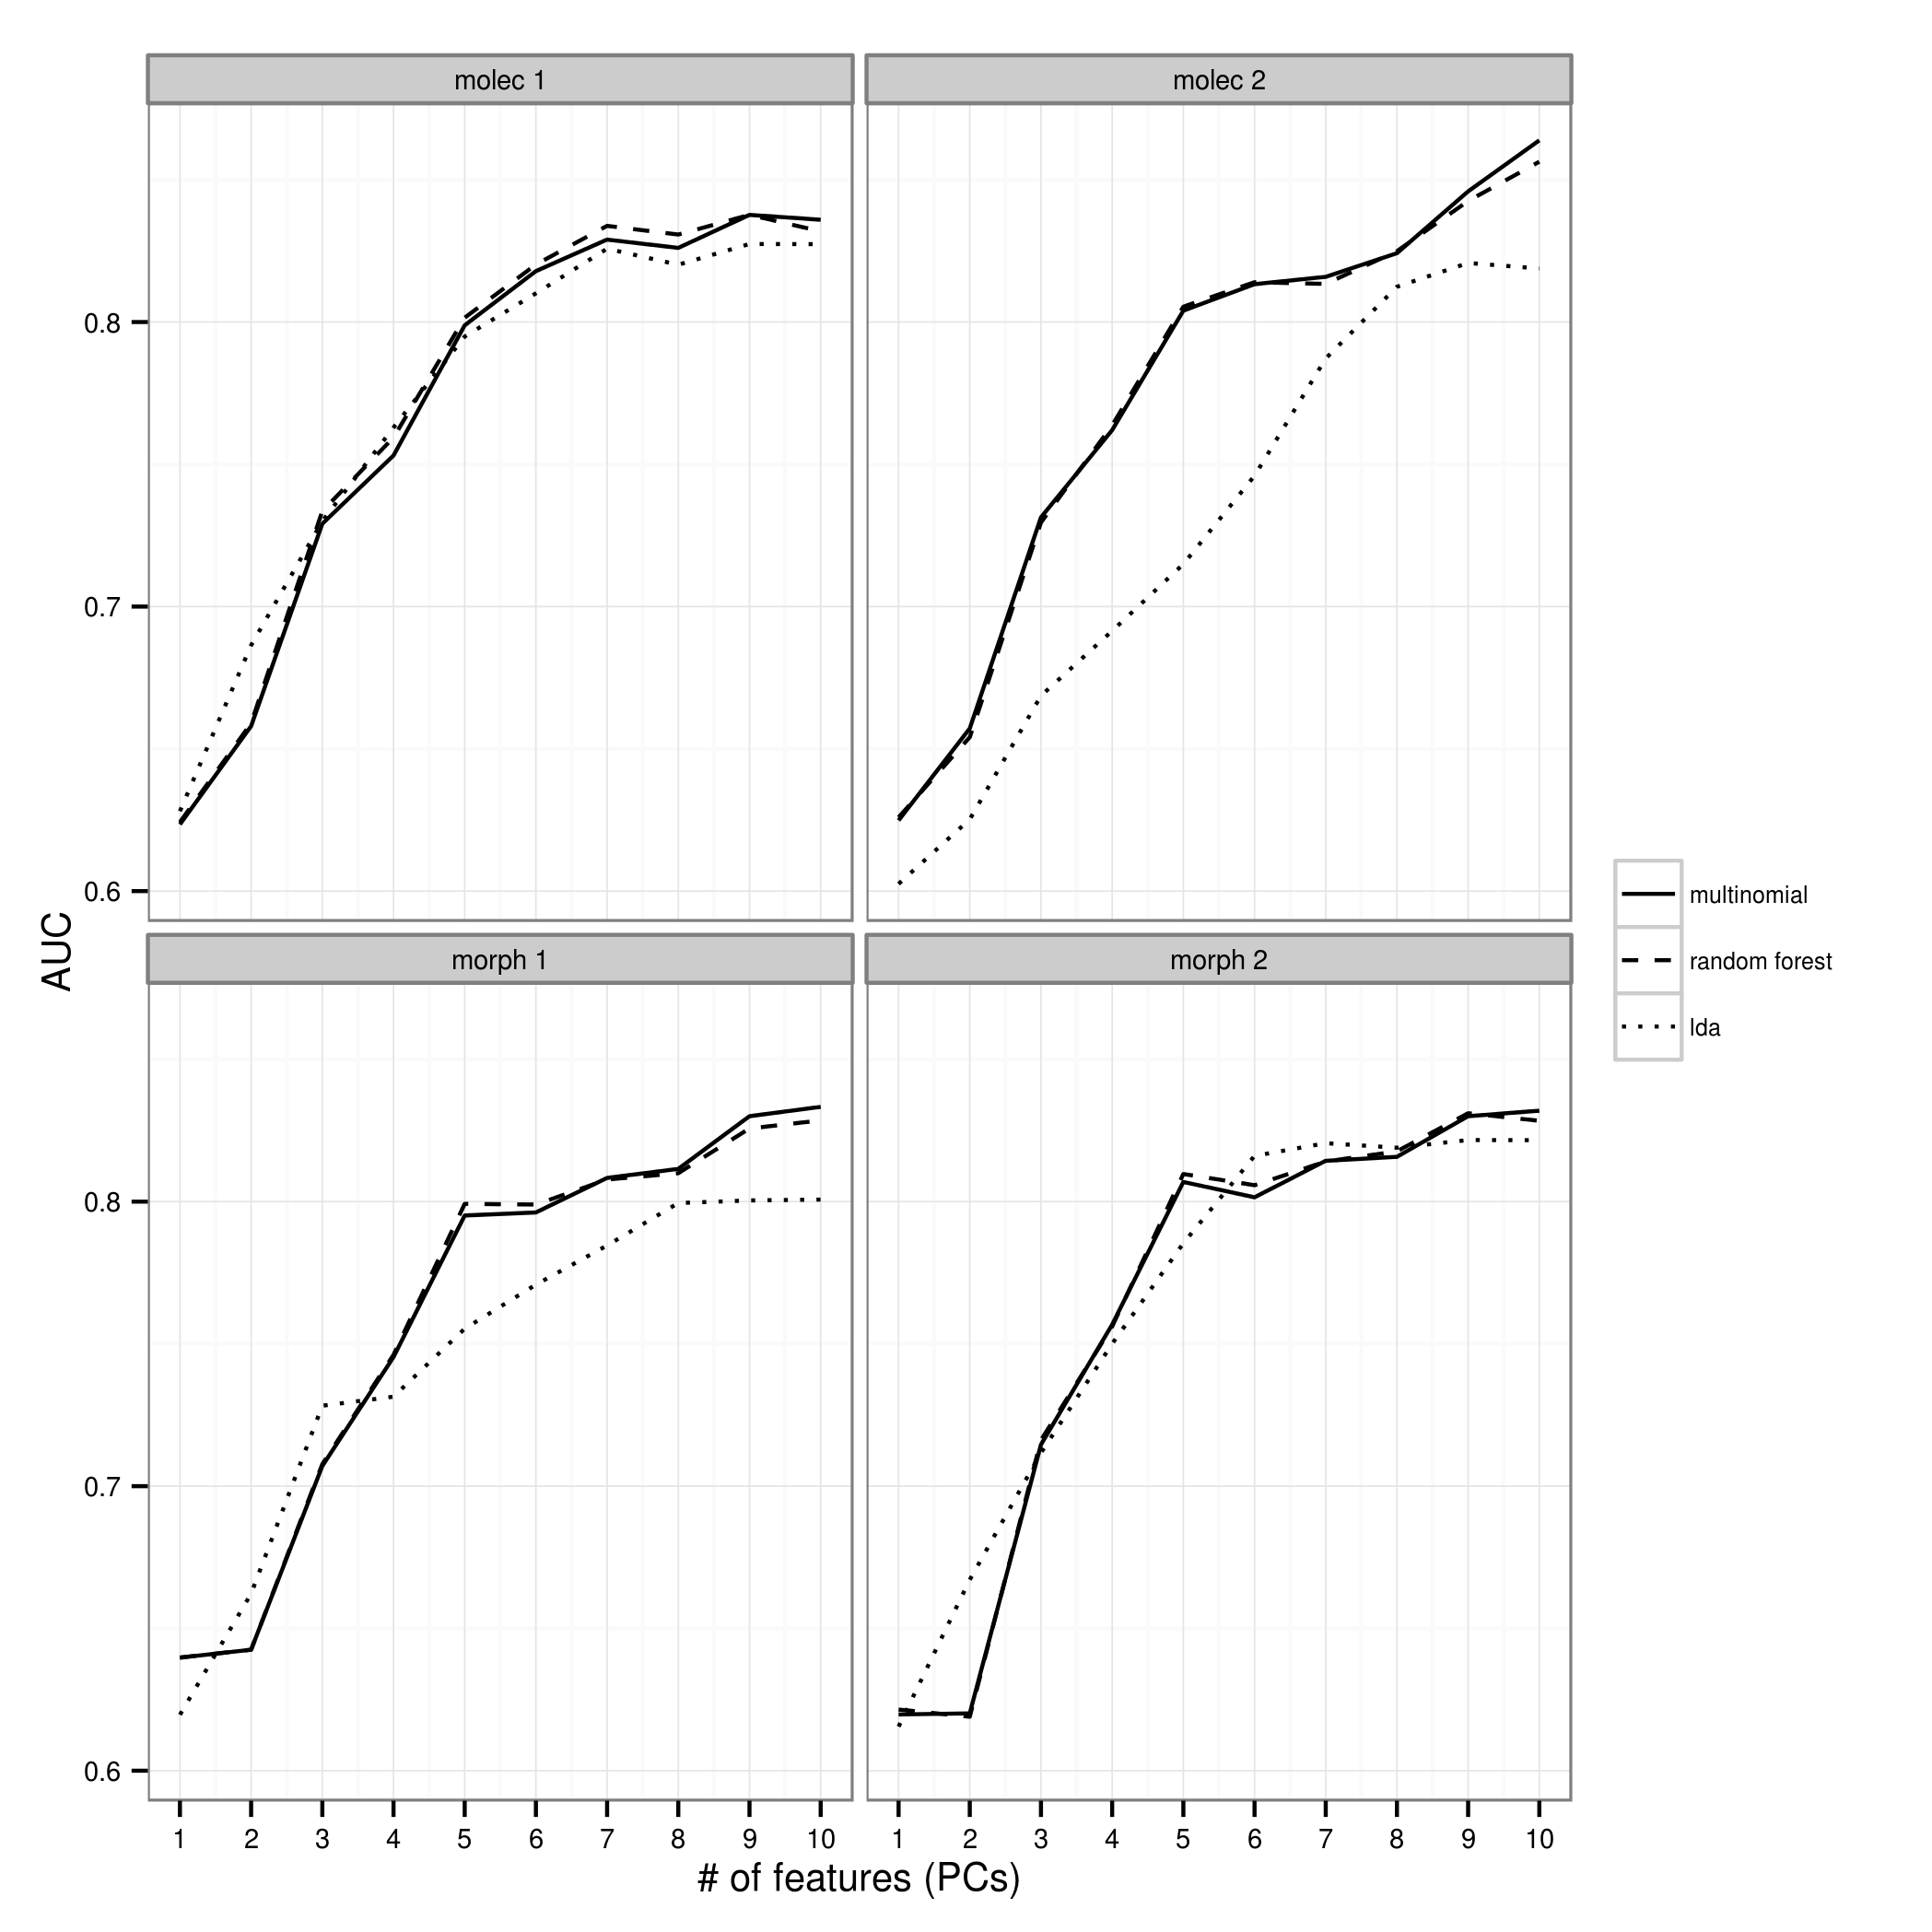 molec 1
molec 2
0.8
0.7
0.6
AUC
multinomial
random forest
lda
morph 1
morph 2
0.8
0.7
0.6
1 2 3 4 5 6 7 8 9 10
1 2 3 4 5 6 7 8 9 10
# of features (PCs)